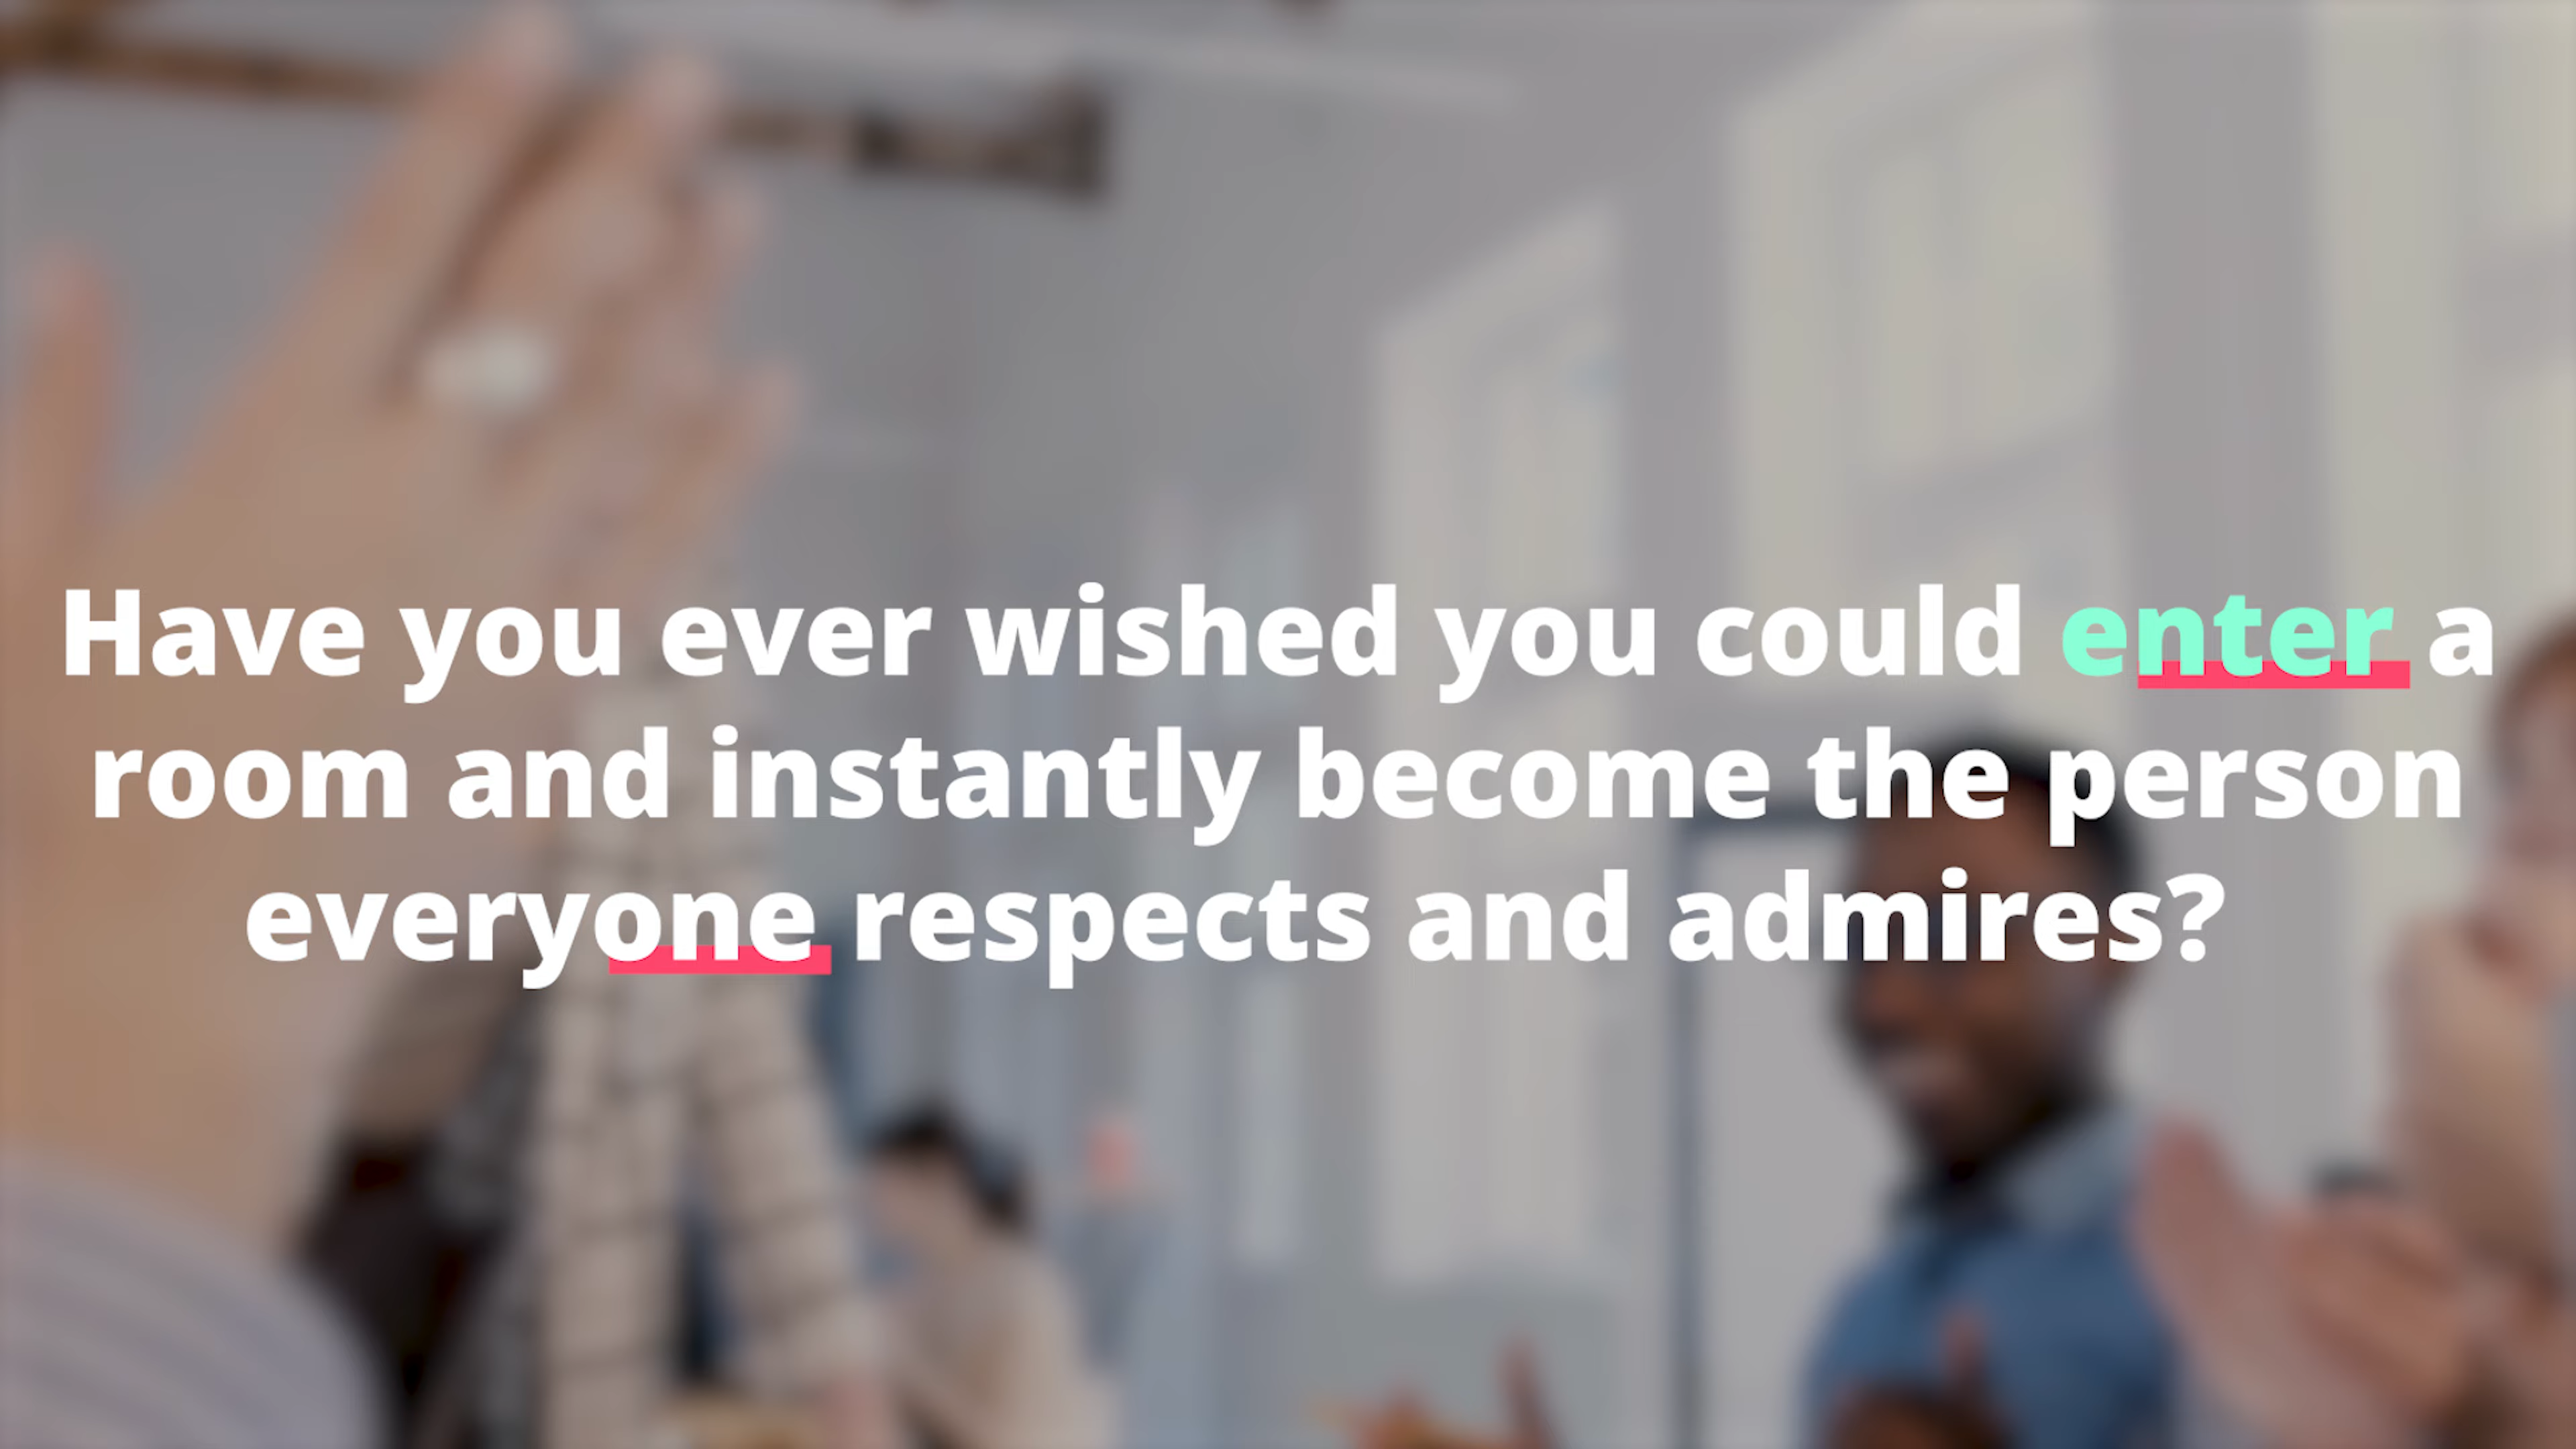 Have you ever wished you could enter a
room and instantly become the person
everyone respects and admires?